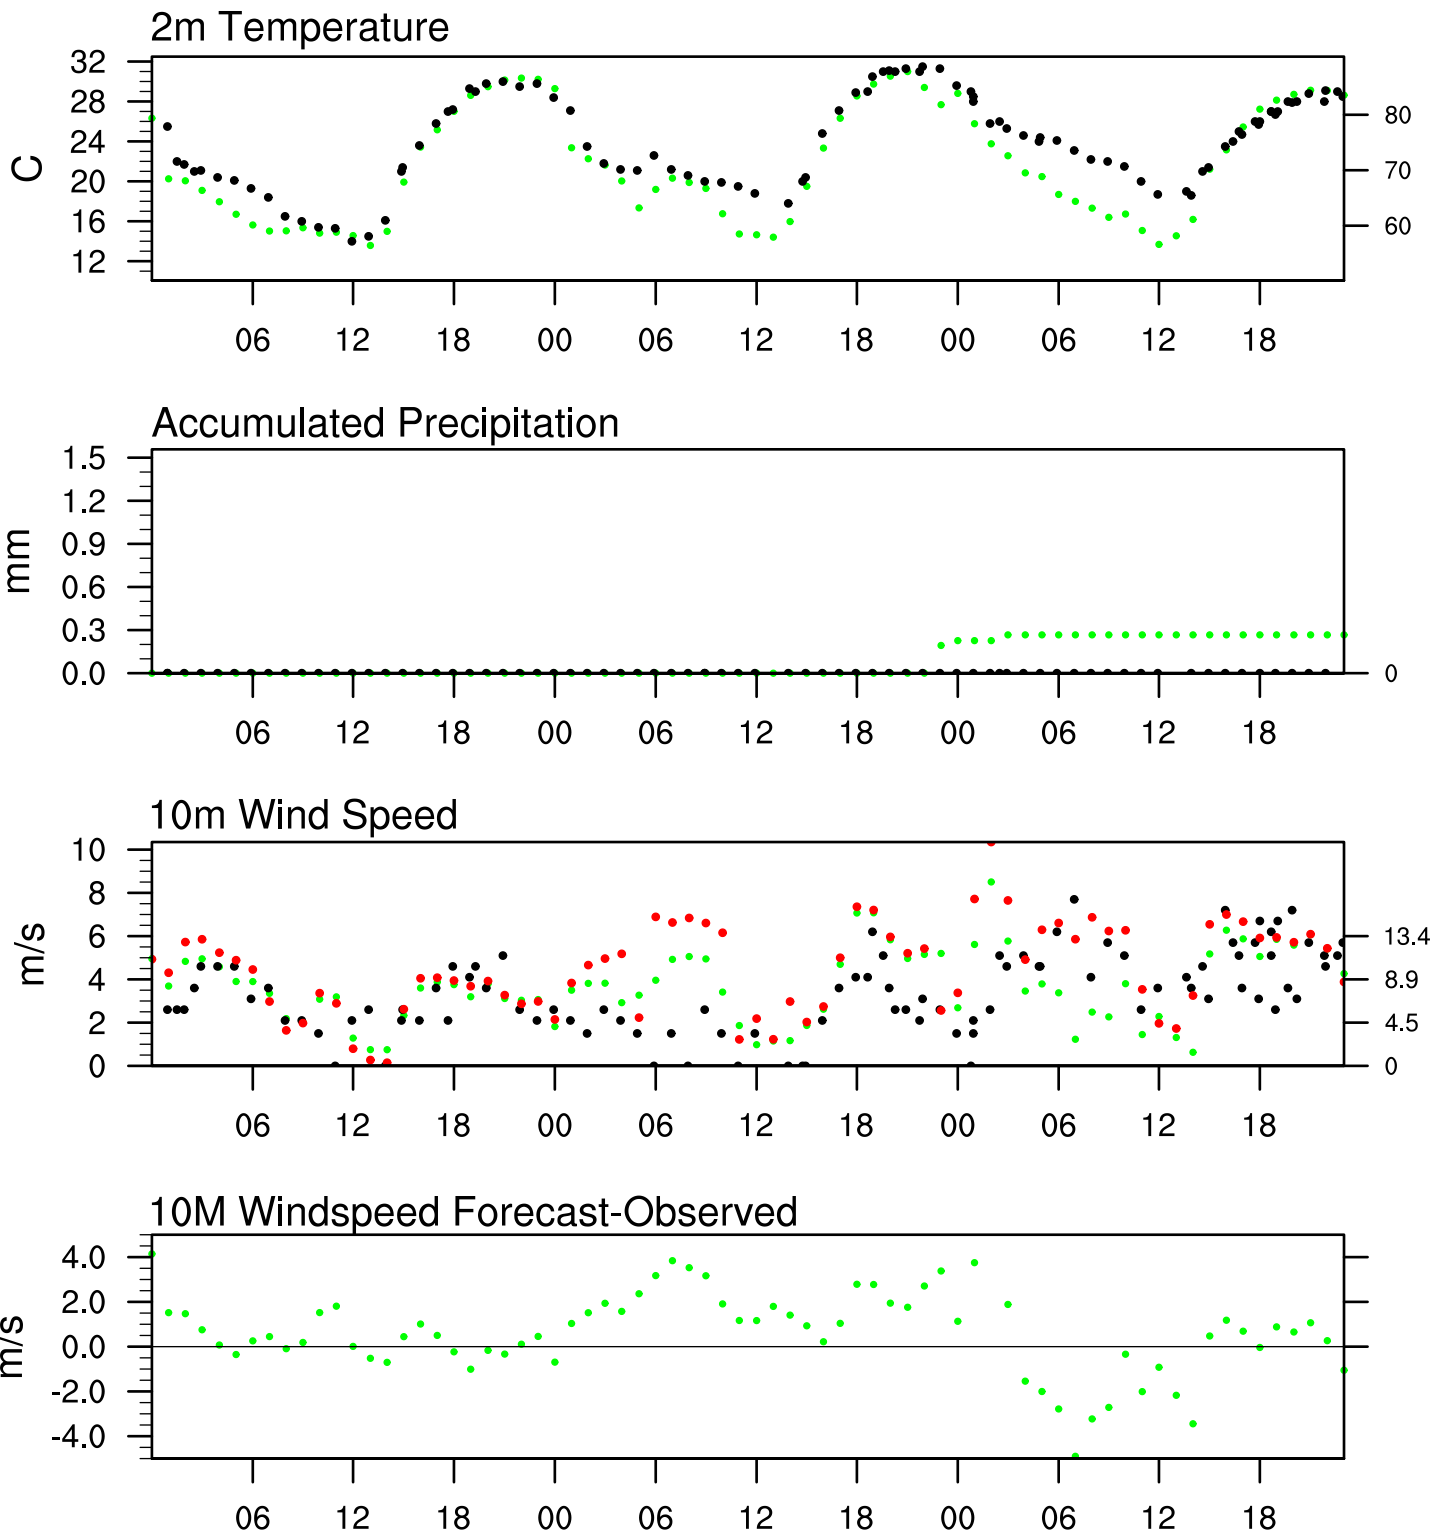 2m Temperature
32
28
24
20
16
12
C
80
70
60
06 12 18 00 06 12 18 00 06 12 18
Accumulated Precipitation
1.5
1.2
0.9
0.6
0.3
0.0
mm
0
06 12 18 00 06 12 18 00 06 12 18
10m Wind Speed
10
8
6
4
2
0
m/s
13.4
8.9
4.5
0
06 12 18 00 06 12 18 00 06 12 18
10M Windspeed Forecast-Observed
4.0
2.0
0.0
-2.0
-4.0
m/s
06 12 18 00 06 12 18 00 06 12 18